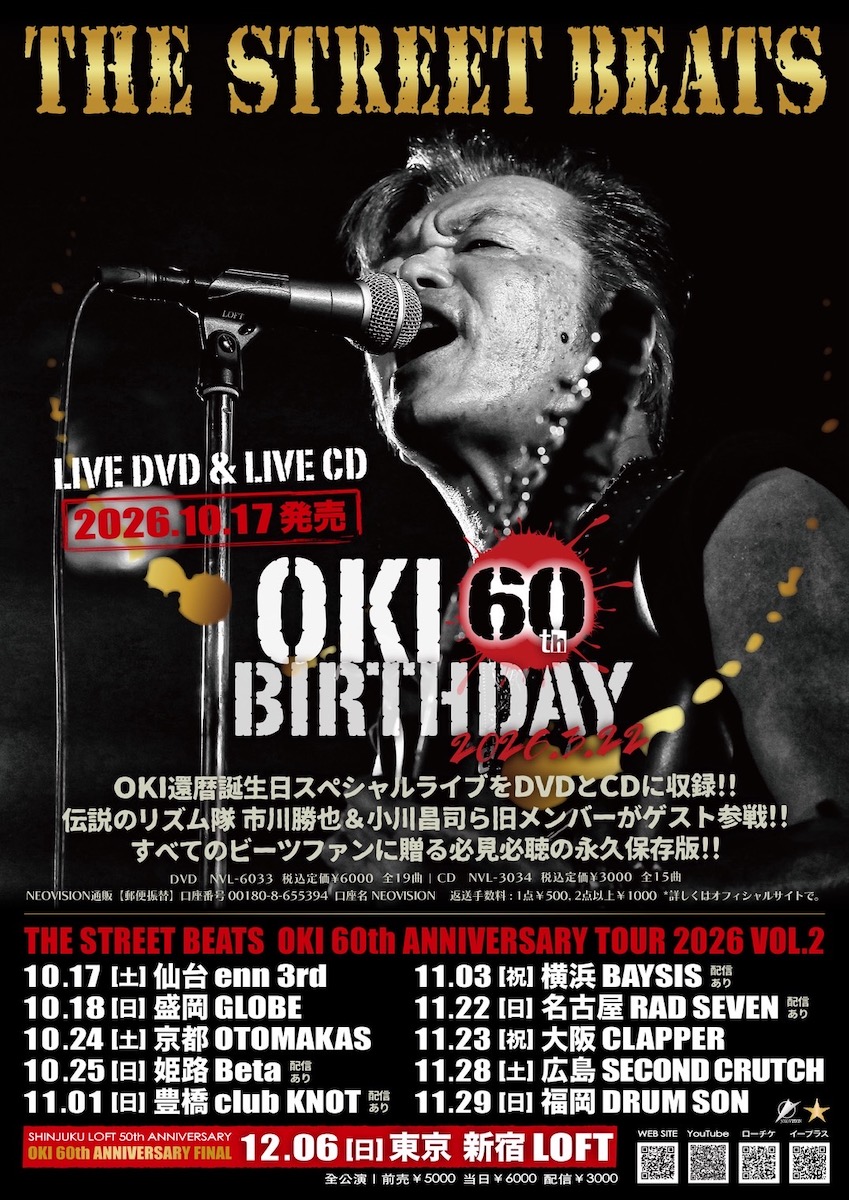 THE STREET BEATS
LOFT
LIVE DVD & LIVE CD
2026.10.17 発売
OKI 60th
BIRTHDAY
2026.3.22
OKI還暦誕生日スペシャルライブをDVDとCDに収録!!
伝説のリズム隊 市川勝也&小川昌司ら旧メンバーがゲスト参戦!!
すべてのビーツファンに贈る必見必聴の永久保存版!!
DVD NVL-6033 税込定価¥6000 全19曲 | CD NVL-3034 税込定価¥3000 全15曲
NEOVISION通販【郵便振替】口座番号 00180-8-655394 口座名 NEOVISION 返送手数料:1点¥500、2点以上¥1000 *詳しくはオフィシャルサイトで。
THE STREET BEATS OKI 60th ANNIVERSARY TOUR 2026 VOL.2
10.17 [土] 仙台 enn 3rd
10.18 [日] 盛岡 GLOBE
10.24 [土] 京都 OTOMAKAS
10.25 [日] 姫路 Beta 配信あり
11.01 [日] 豊橋 club KNOT 配信あり
11.03 [祝] 横浜 BAYSIS 配信あり
11.22 [日] 名古屋 RAD SEVEN 配信あり
11.23 [祝] 大阪 CLAPPER
11.28 [土] 広島 SECOND CRUTCH
11.29 [日] 福岡 DRUM SON
SHINJUKU LOFT 50th ANNIVERSARY
OKI 60th ANNIVERSARY FINAL
12.06 [日] 東京 新宿 LOFT
全公演 | 前売¥5000 当日¥6000 配信¥3000
WEB SITE YouTube ローチケ イープラス